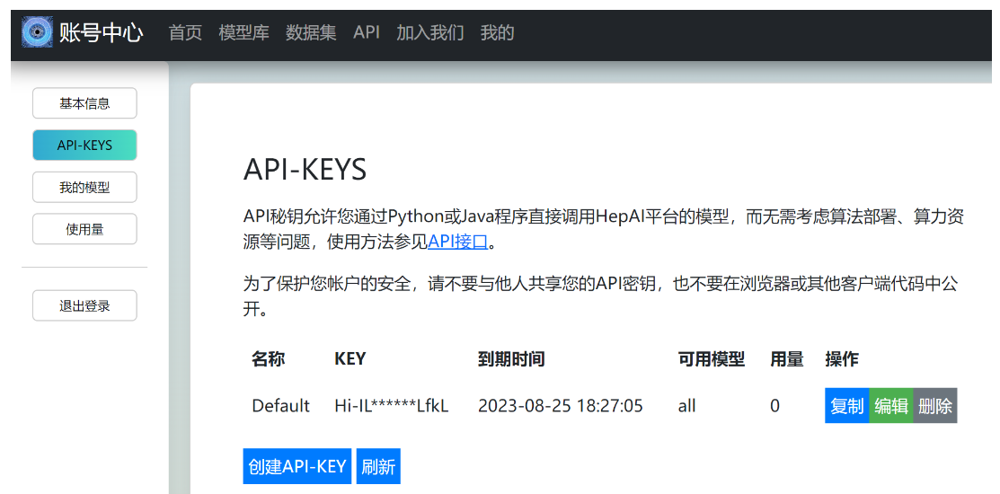 账号中心 首页 模型库 数据集 API 加入我们 我的
基本信息
API-KEYS
我的模型
使用量
退出登录
API-KEYS
API秘钥允许您通过Python或Java程序直接调用HepAI平台的模型，而无需考虑算法部署、算力资
源等问题，使用方法参见API接口。
为了保护您帐户的安全，请不要与他人共享您的API密钥，也不要在浏览器或其他客户端代码中公
开。
名称 KEY 到期时间 可用模型 用量 操作
Default Hi-IL******LfkL 2023-08-25 18:27:05 all 0 复制 编辑 删除
创建API-KEY 刷新